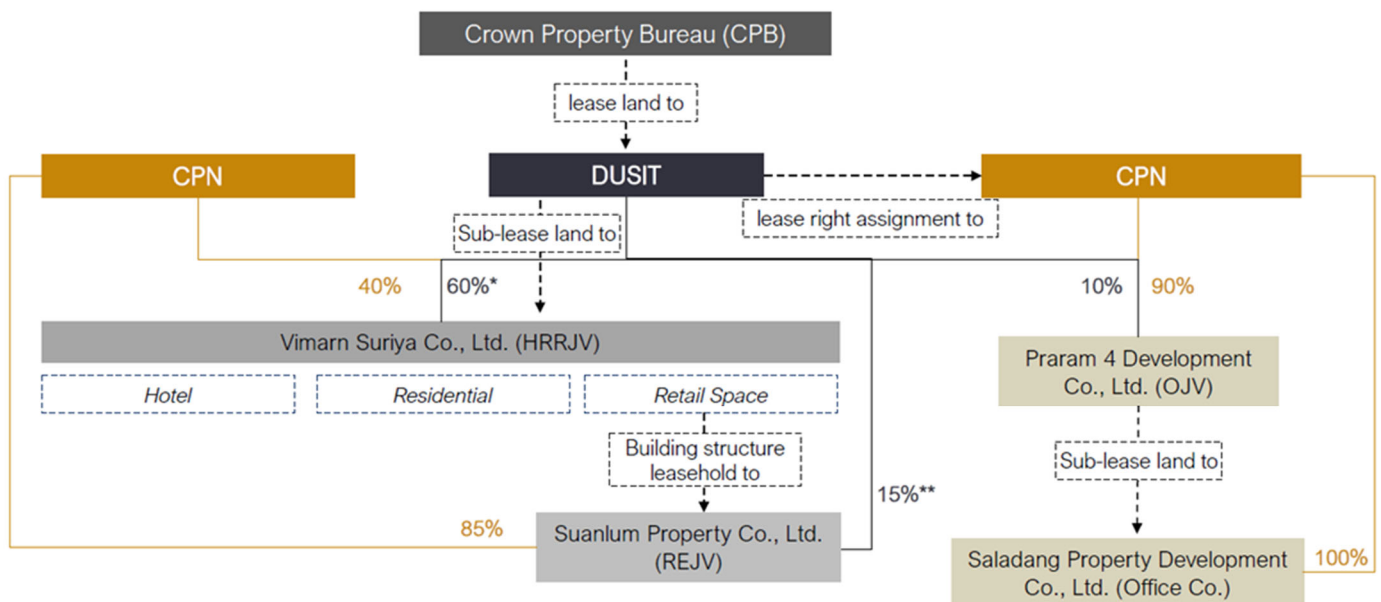 Crown Property Bureau (CPB)
lease land to
CPN
DUSIT
CPN
lease right assignment to
Sub-lease land to
40%
60%*
10%
90%
Vimarn Suriya Co., Ltd. (HRRJV)
Hotel
Residential
Retail Space
Praram 4 Development
Co., Ltd. (OJV)
Building structure
leasehold to
Sub-lease land to
15%**
85%
Suanlum Property Co., Ltd.
(REJV)
Saladang Property Development
Co., Ltd. (Office Co.)
100%